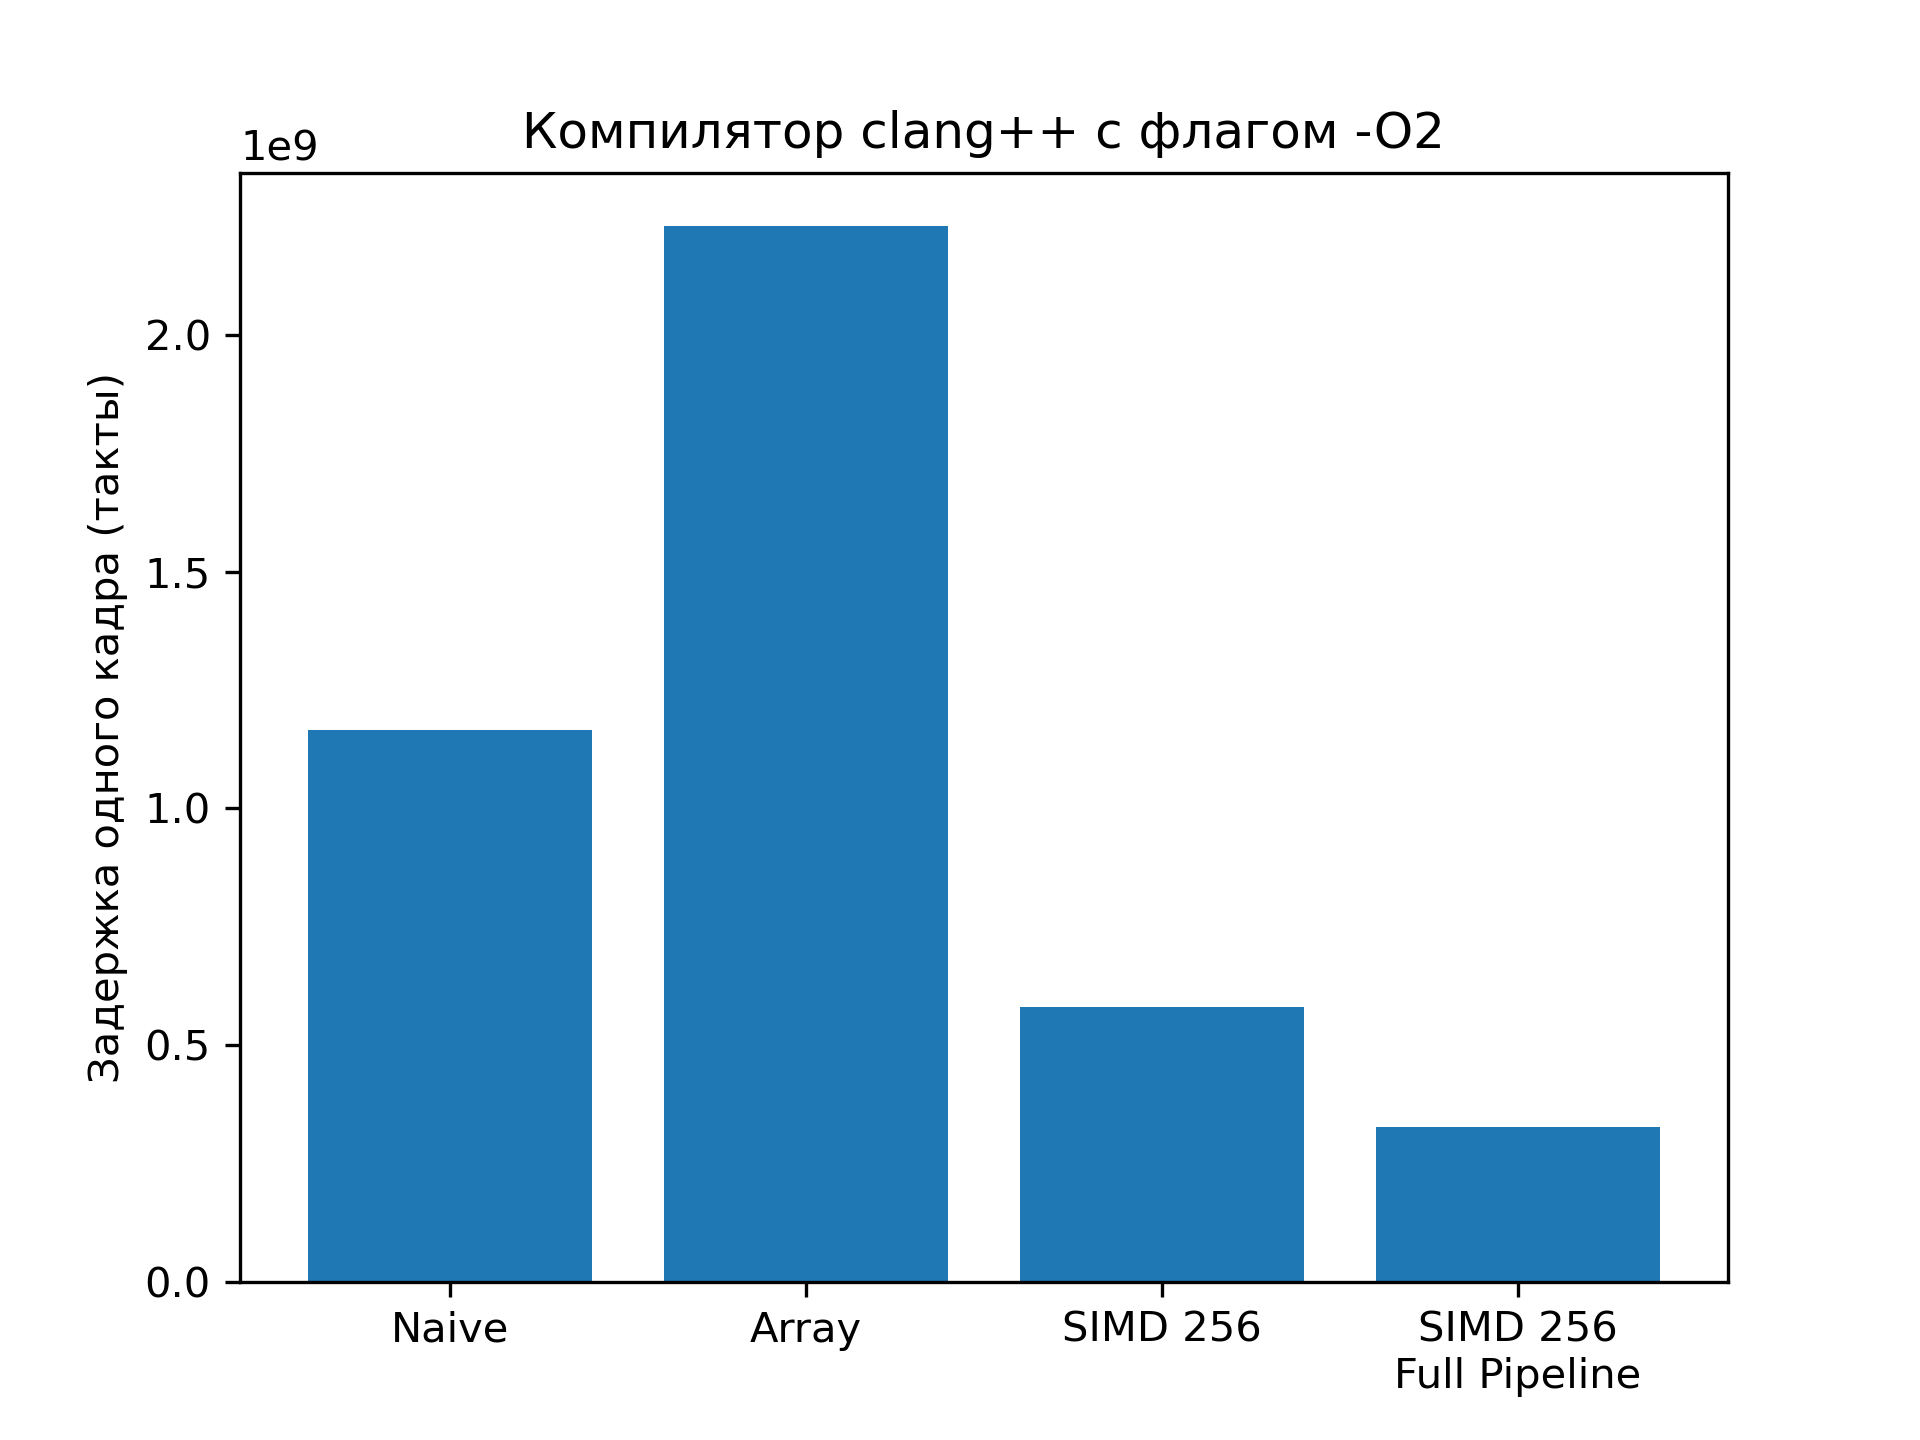 Компилятор clang++ с флагом -O2
1e9
Задержка одного кадра (такты)
2.0
1.5
1.0
0.5
0.0
Naive
Array
SIMD 256
SIMD 256
Full Pipeline